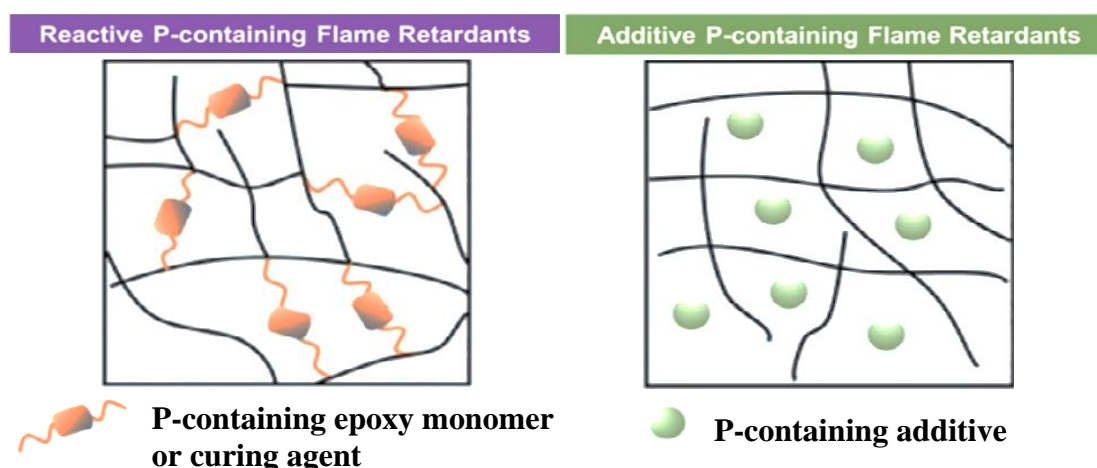 Reactive P-containing Flame Retardants
Additive P-containing Flame Retardants
P-containing epoxy monomer
or curing agent
P-containing additive